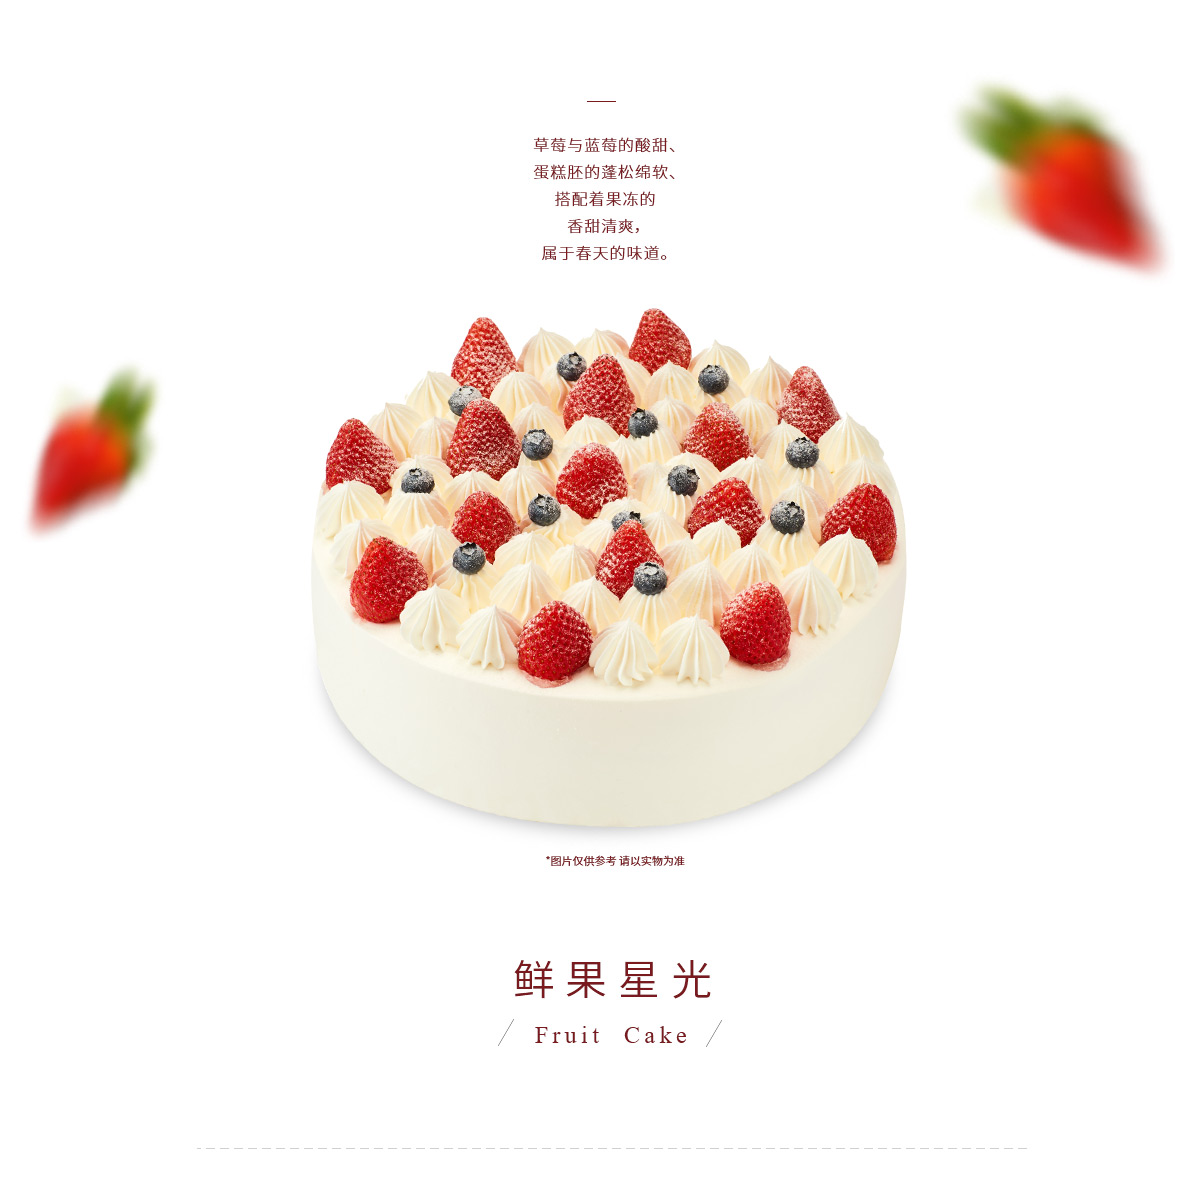 草莓与蓝莓的酸甜、
蛋糕胚的蓬松绵软、
搭配着果冻的
香甜清爽，
属于春天的味道。
*图片仅供参考 请以实物为准
鲜果星光
Fruit Cake